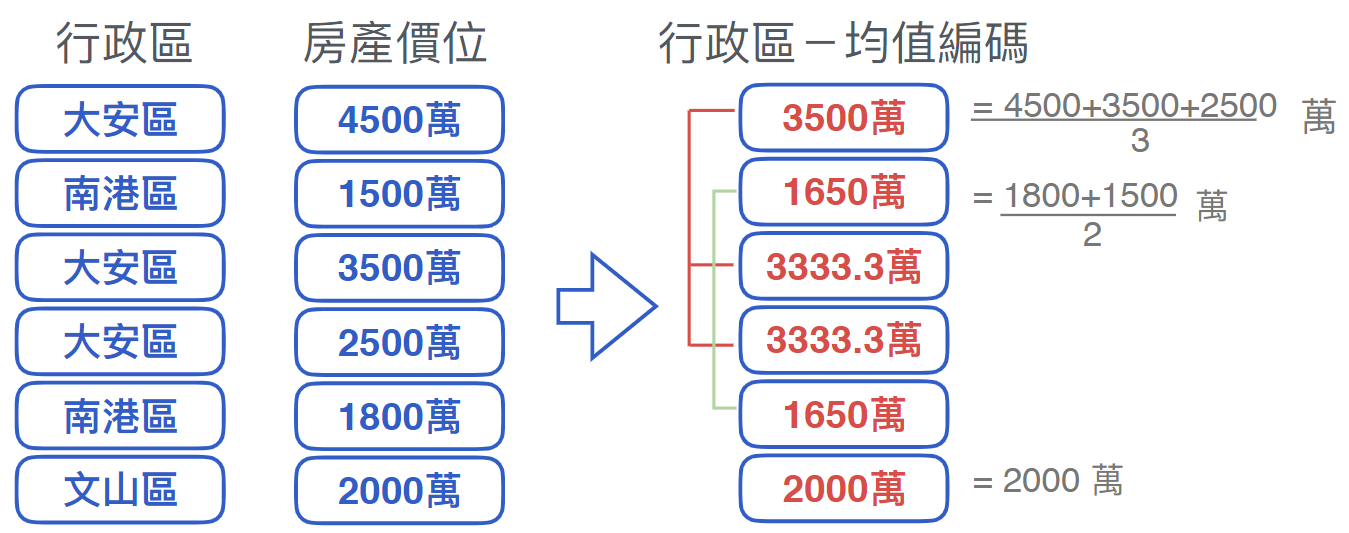 行政區 房產價位 行政區－均值編碼
大安區 4500萬 3500萬 = 4500+3500+2500 萬
3
南港區 1500萬 1650萬 = 1800+1500 萬
2
大安區 3500萬 3333.3萬
大安區 2500萬 3333.3萬
南港區 1800萬 1650萬
文山區 2000萬 2000萬 = 2000 萬